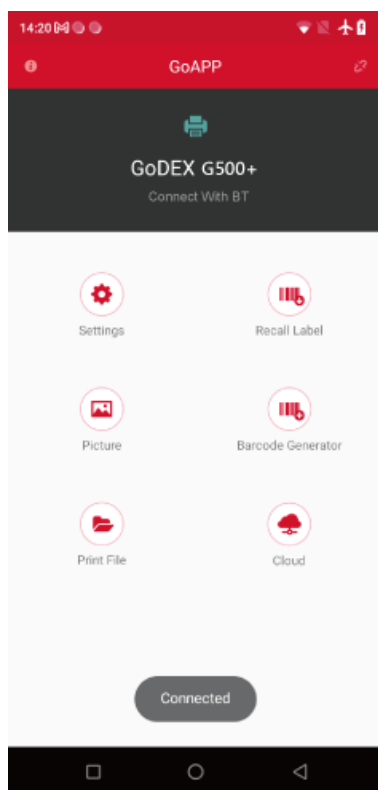 14:20
GoAPP
GoDEX G500+
Connect With BT
Settings
Recall Label
Picture
Barcode Generator
Print File
Cloud
Connected